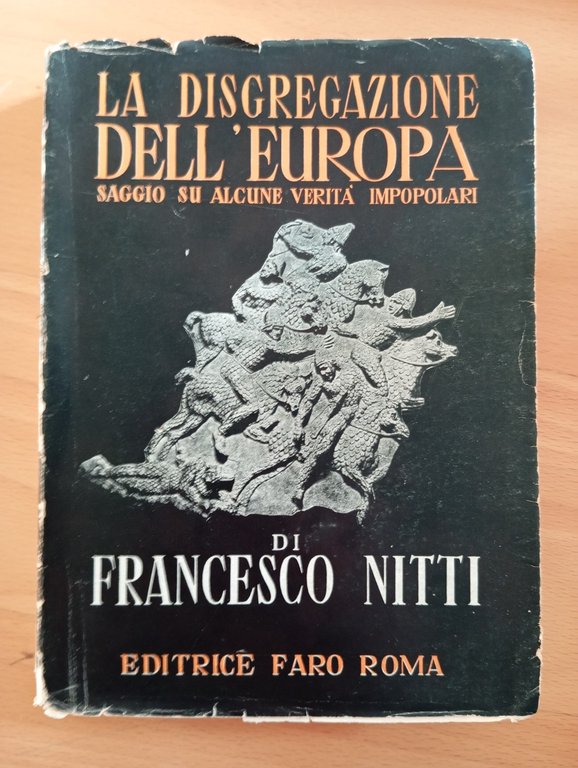 LA DISGREGAZIONE
DELL'EUROPA
SAGGIO SU ALCUNE VERITÀ IMPOPOLARI
DI
FRANCESCO NITTI
EDITRICE FARO ROMA